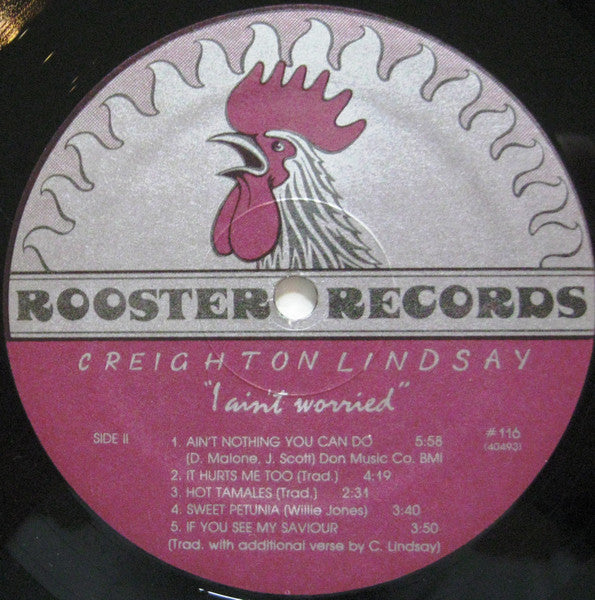 ROOSTER RECORDS
CREIGHTON LINDSAY
"I ain't worried"
SIDE II
1. AIN'T NOTHING YOU CAN DO 5:58
(D. Malone, J. Scott) Don Music Co. BMI
2. IT HURTS ME TOO (Trad.) 4:19
3. HOT TAMALES (Trad.) 2:31
4. SWEET PETUNIA (Willie Jones) 3:40
5. IF YOU SEE MY SAVIOUR 3:50
(Trad. with additional verse by C. Lindsay)
#116
(40493)